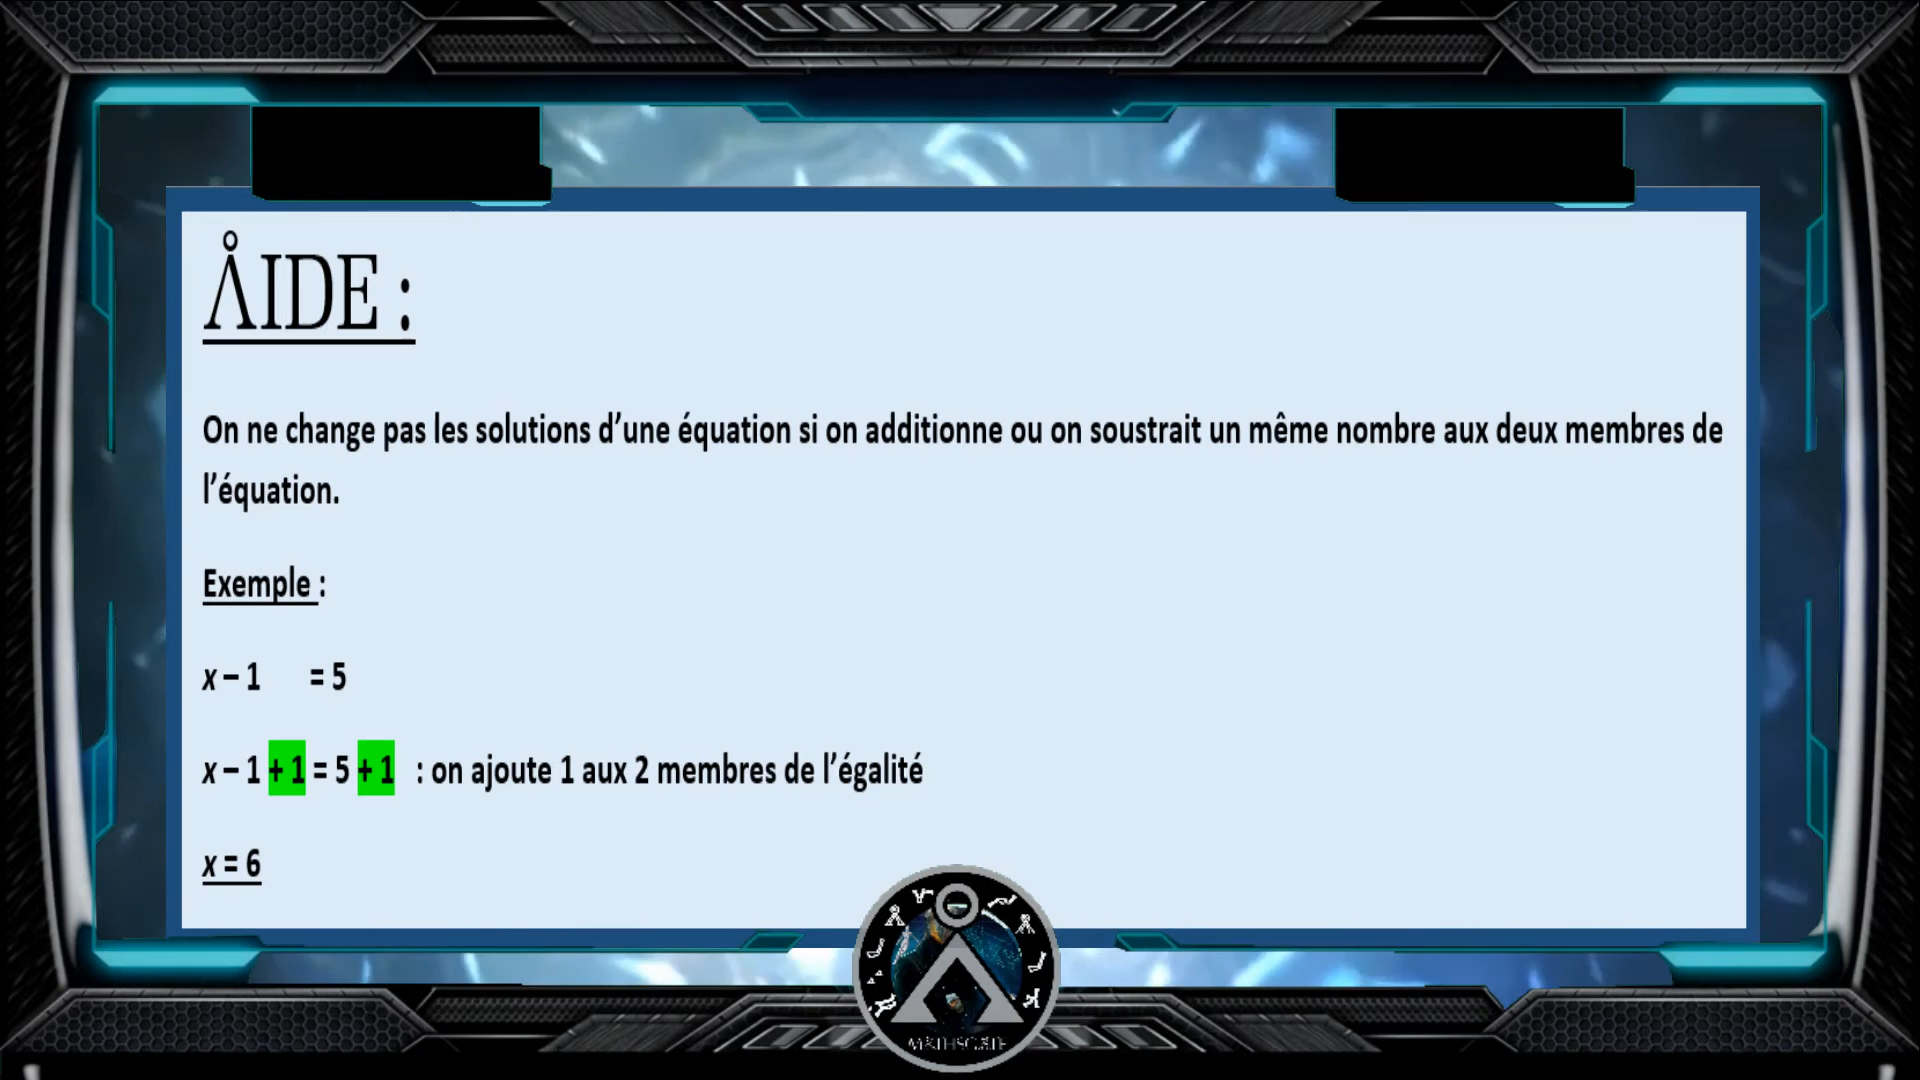 ÅIDE :
On ne change pas les solutions d’une équation si on additionne ou on soustrait un même nombre aux deux membres de
l’équation.
Exemple :
x – 1 = 5
x – 1 + 1 = 5 + 1 : on ajoute 1 aux 2 membres de l’égalité
x = 6
MATHSGATE